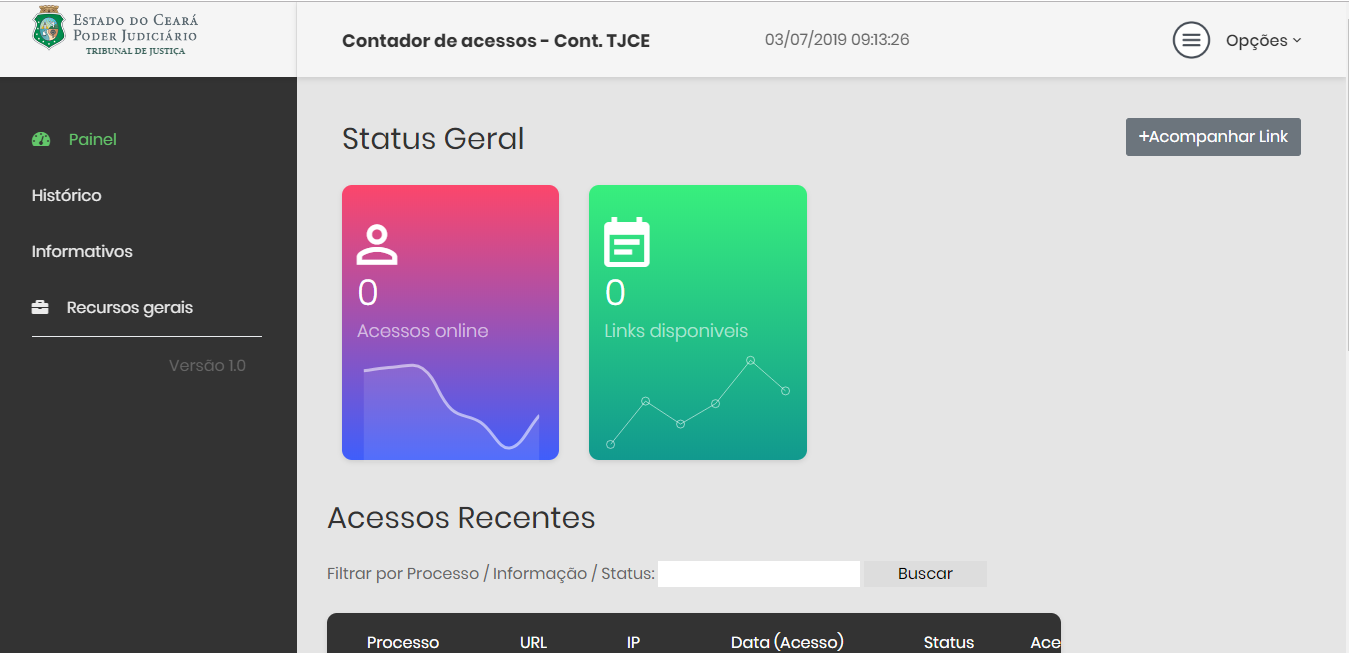 Estado do Ceará
Poder Judiciário
Tribunal de Justiça
Contador de acessos - Cont. TJCE
03/07/2019 09:13:26
Opções
Painel
Histórico
Informativos
Recursos gerais
Versão 1.0
Status Geral
+Acompanhar Link
0
Acessos online
0
Links disponiveis
Acessos Recentes
Filtrar por Processo / Informação / Status:
Buscar
Processo URL IP Data (Acesso) Status Ace